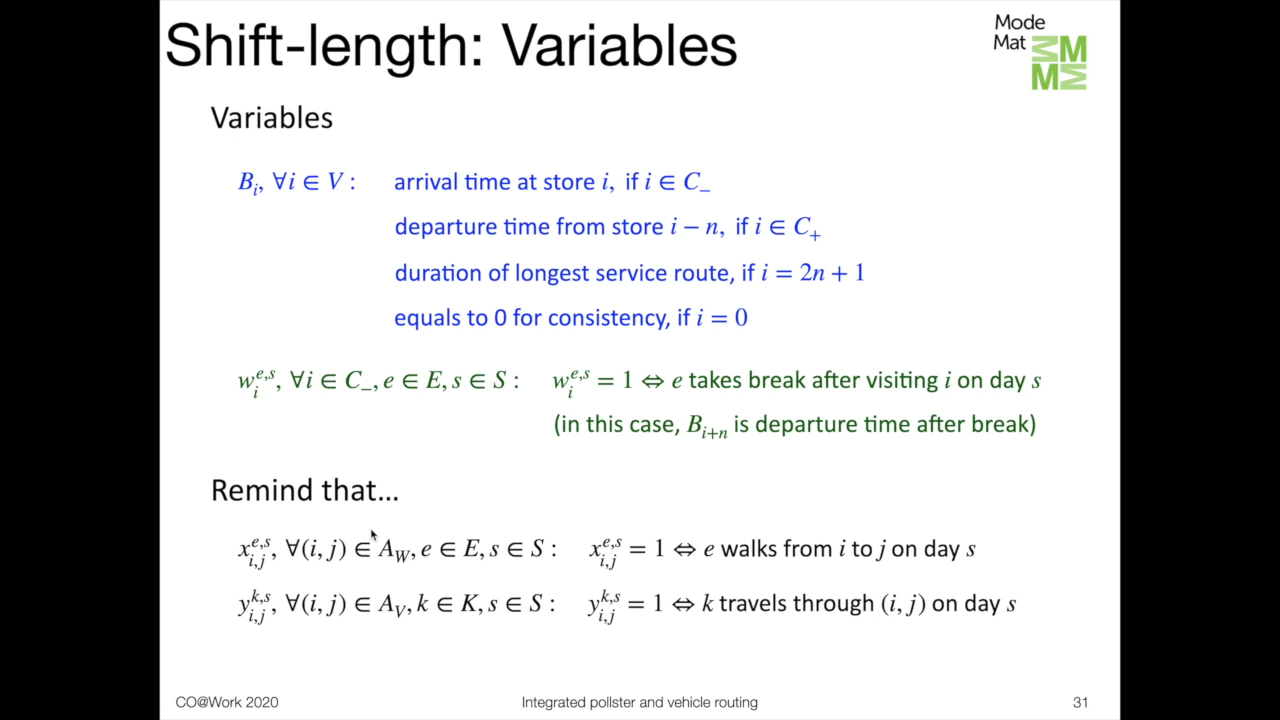 Shift-length: Variables
Mode
Mat
M
M
Variables
B_i, ∀i ∈ V : arrival time at store i, if i ∈ C_−
departure time from store i − n, if i ∈ C_+
duration of longest service route, if i = 2n + 1
equals to 0 for consistency, if i = 0
w_i^{e,s}, ∀i ∈ C_−, e ∈ E, s ∈ S : w_i^{e,s} = 1 ⇔ e takes break after visiting i on day s
(in this case, B_{i+n} is departure time after break)
Remind that...
x_{i,j}^{e,s}, ∀(i, j) ∈ A_W, e ∈ E, s ∈ S : x_{i,j}^{e,s} = 1 ⇔ e walks from i to j on day s
y_{i,j}^{k,s}, ∀(i, j) ∈ A_V, k ∈ K, s ∈ S : y_{i,j}^{k,s} = 1 ⇔ k travels through (i, j) on day s
CO@Work 2020 Integrated pollster and vehicle routing 31